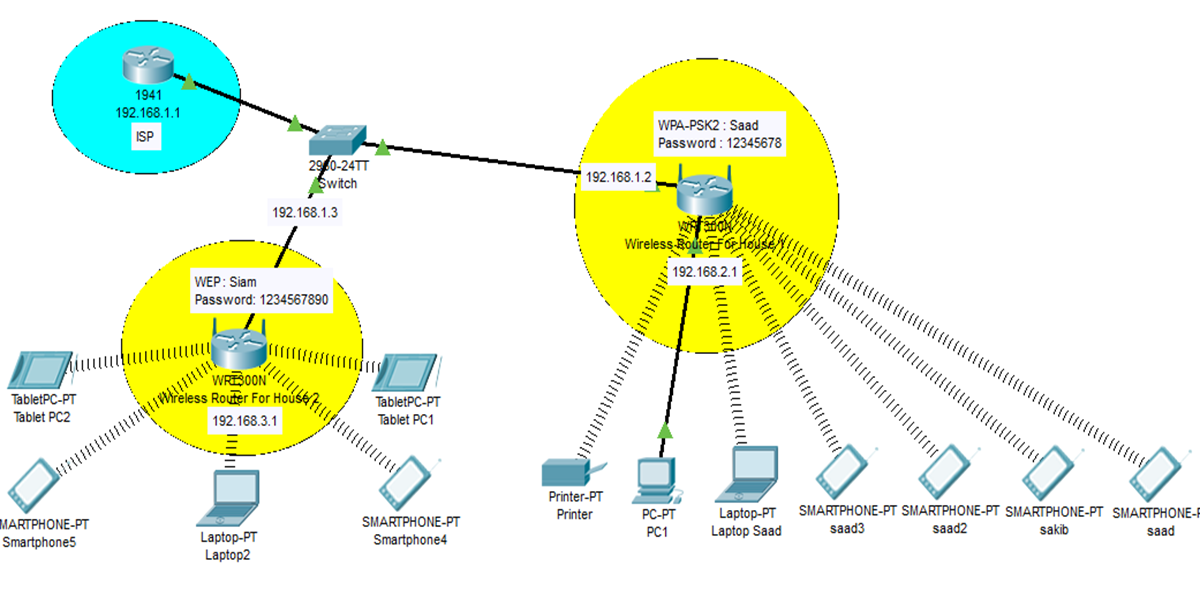 1941
192.168.1.1
ISP
2960-24TT
Switch
192.168.1.3
WPA-PSK2 : Saad
Password : 12345678
192.168.1.2
WRT300N
Wireless Router For House 1
192.168.2.1
WEP : Siam
Password: 1234567890
WRT300N
Wireless Router For House 2
192.168.3.1
TabletPC-PT
Tablet PC2
TabletPC-PT
Tablet PC1
MARTPHONE-PT
Smartphone5
Laptop-PT
Laptop2
SMARTPHONE-PT
Smartphone4
Printer-PT
Printer
PC-PT
PC1
Laptop-PT
Laptop Saad
SMARTPHONE-PT
saad3
SMARTPHONE-PT
saad2
SMARTPHONE-PT
sakib
SMARTPHONE-P
saad